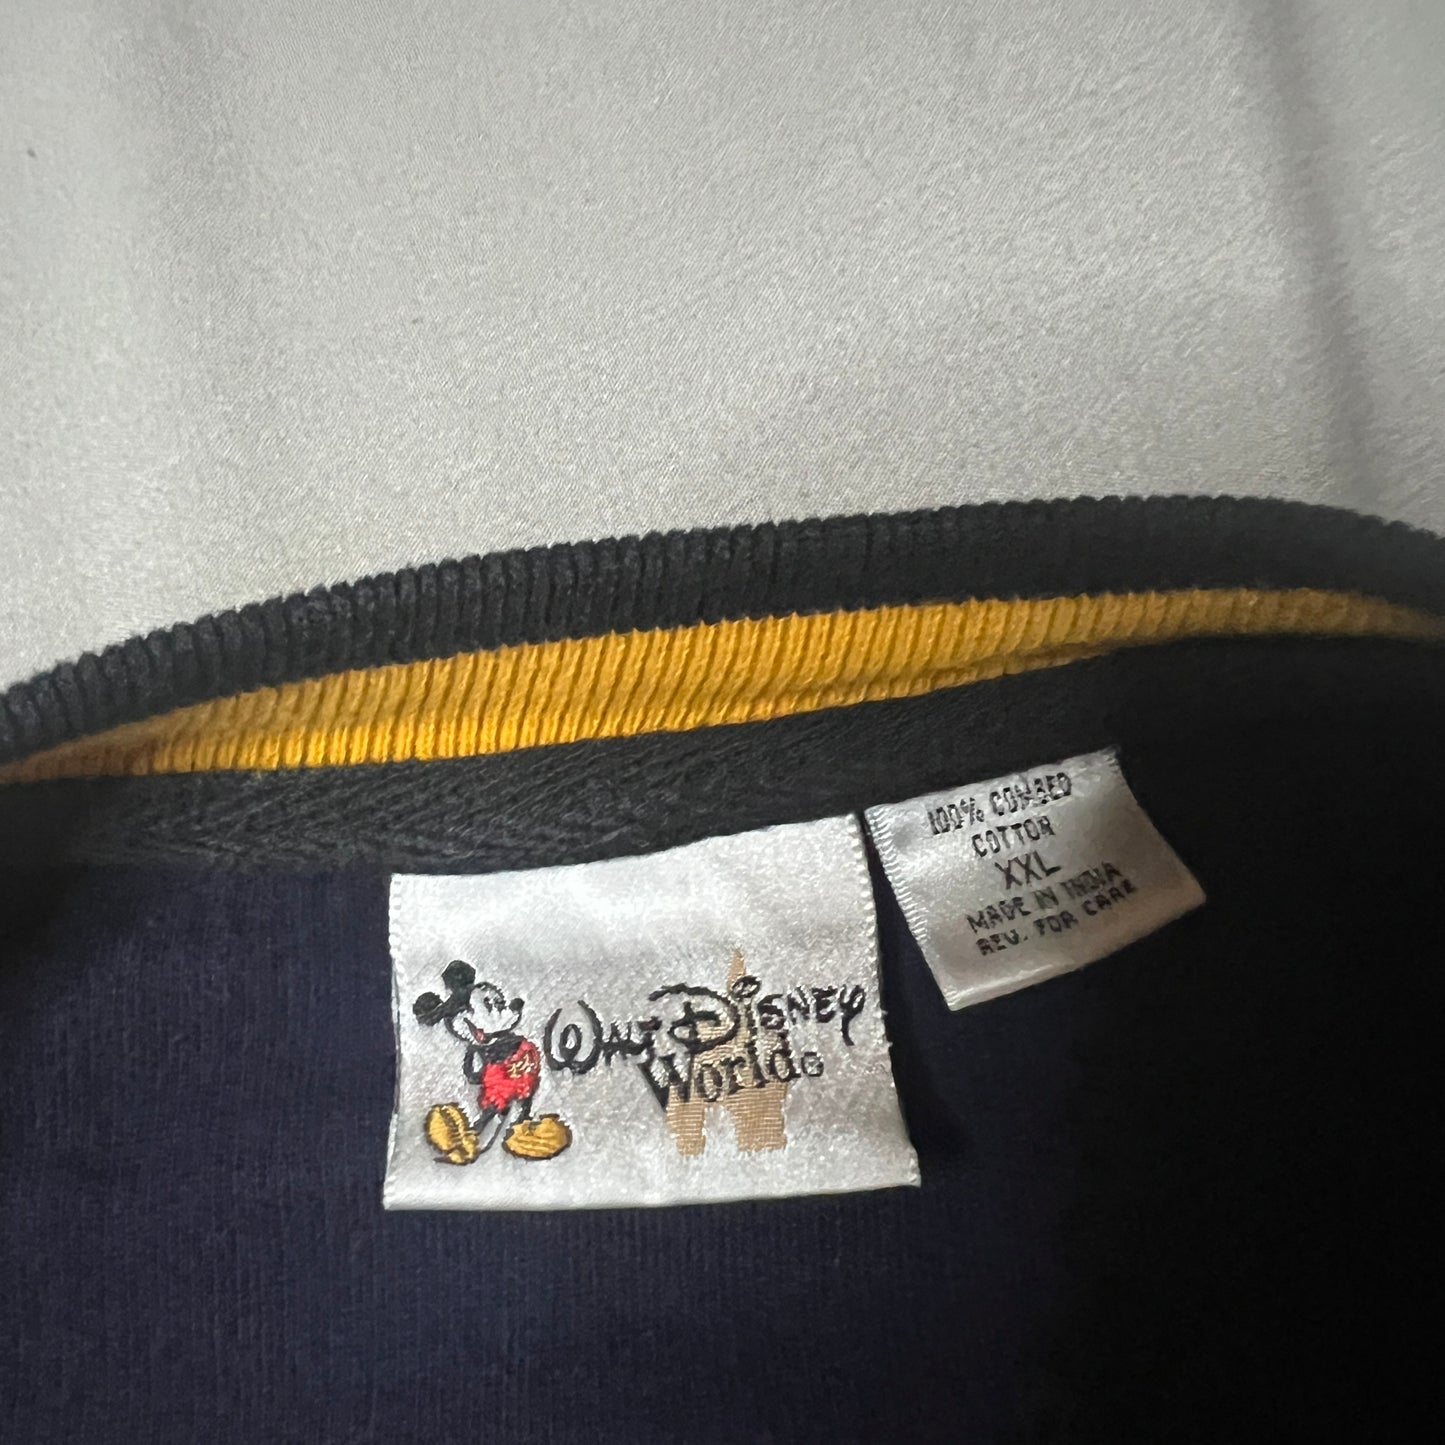 WALT DISNEY
World®
100% COMBED
COTTON
XXL
MADE IN INDIA
REV. FOR CARE